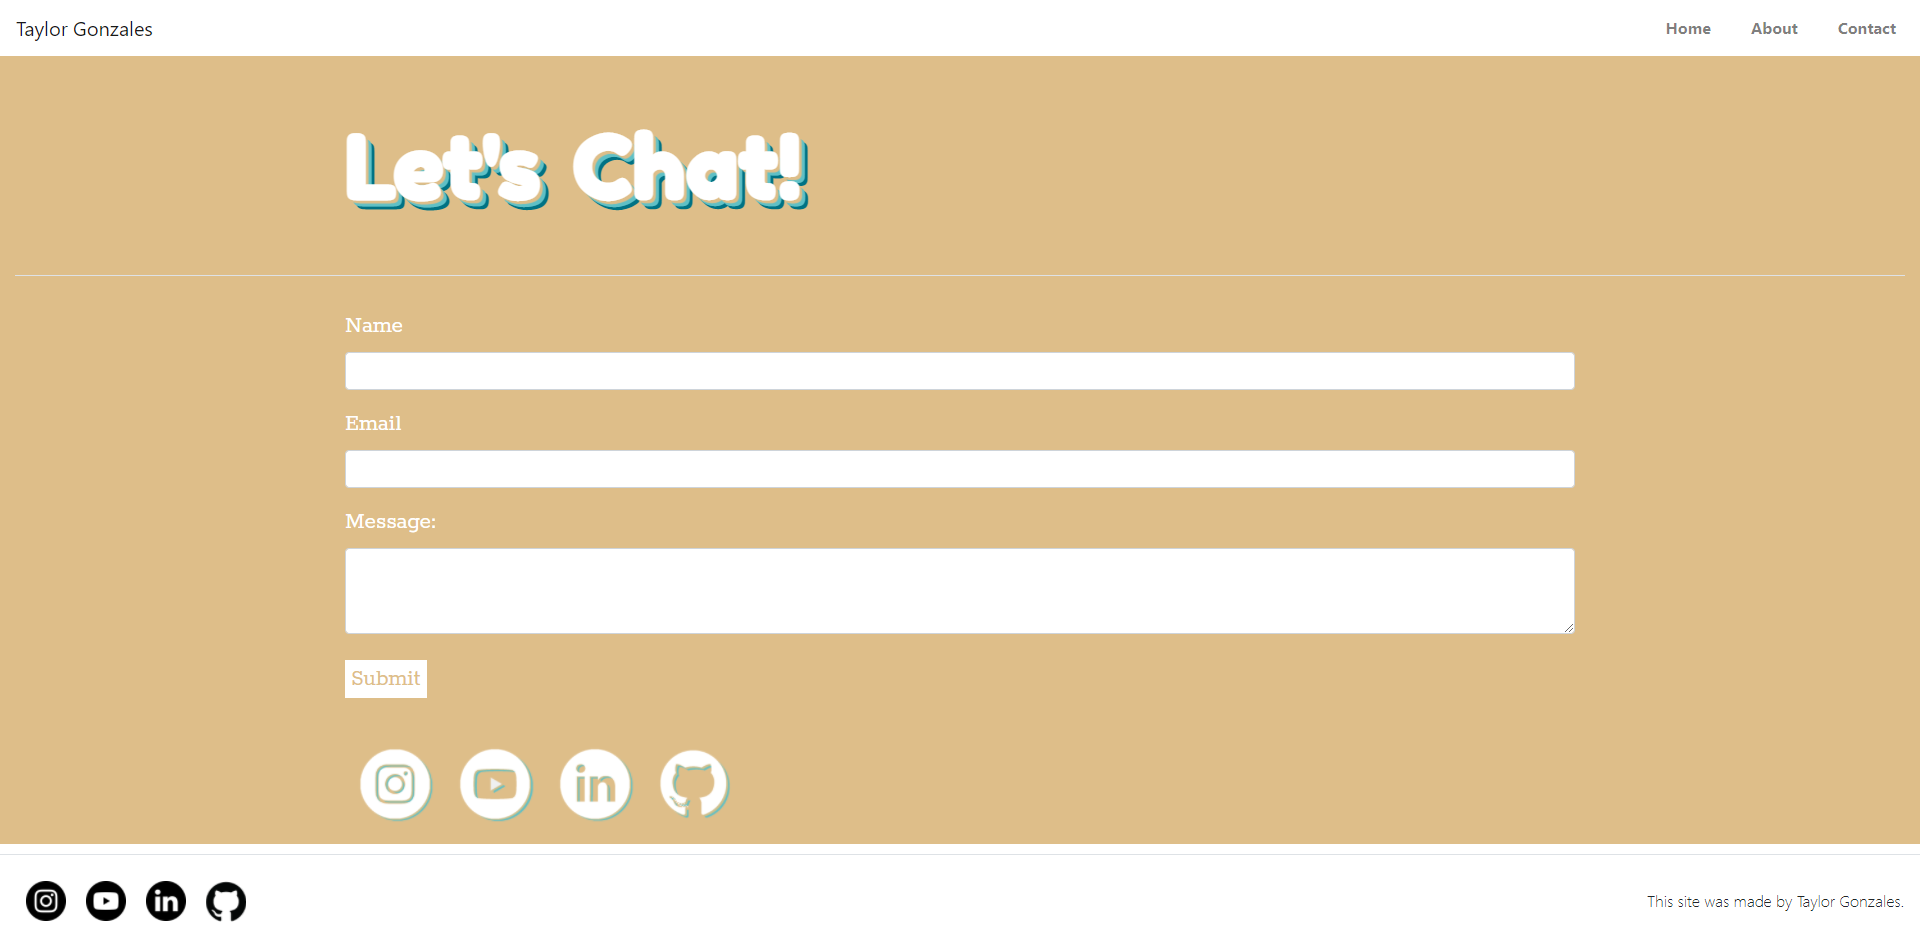 Taylor Gonzales
Home About Contact
Let's Chat!
Name
Email
Message:
Submit
in
in
This site was made by Taylor Gonzales.